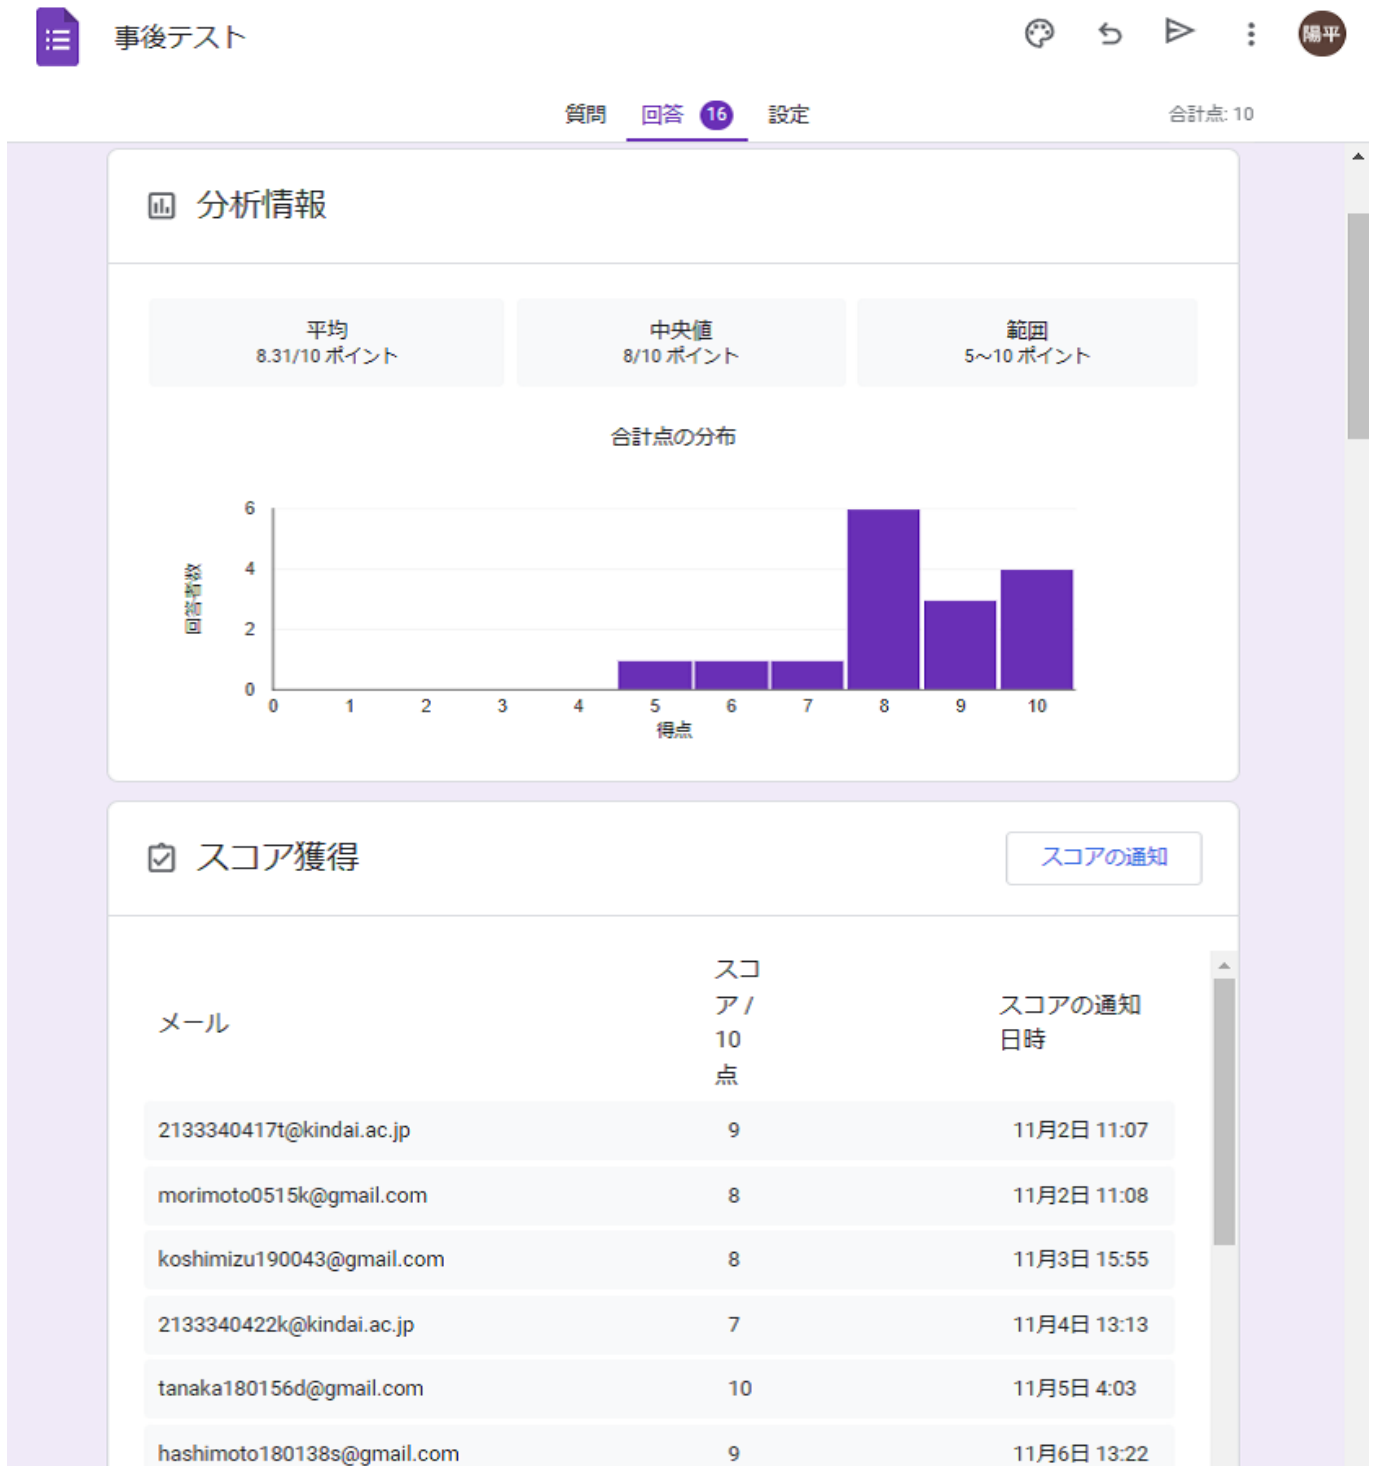 事後テスト
陽平
質問 回答 16 設定
合計点: 10
分析情報
平均
8.31/10 ポイント
中央値
8/10 ポイント
範囲
5～10 ポイント
合計点の分布
回答者数
6
4
2
0
0 1 2 3 4 5 6 7 8 9 10
得点
スコア獲得
スコアの通知
メール
スコ
ア /
10
点
スコアの通知
日時
2133340417t@kindai.ac.jp 9 11月2日 11:07
morimoto0515k@gmail.com 8 11月2日 11:08
koshimizu190043@gmail.com 8 11月3日 15:55
2133340422k@kindai.ac.jp 7 11月4日 13:13
tanaka180156d@gmail.com 10 11月5日 4:03
hashimoto180138s@gmail.com 9 11月6日 13:22